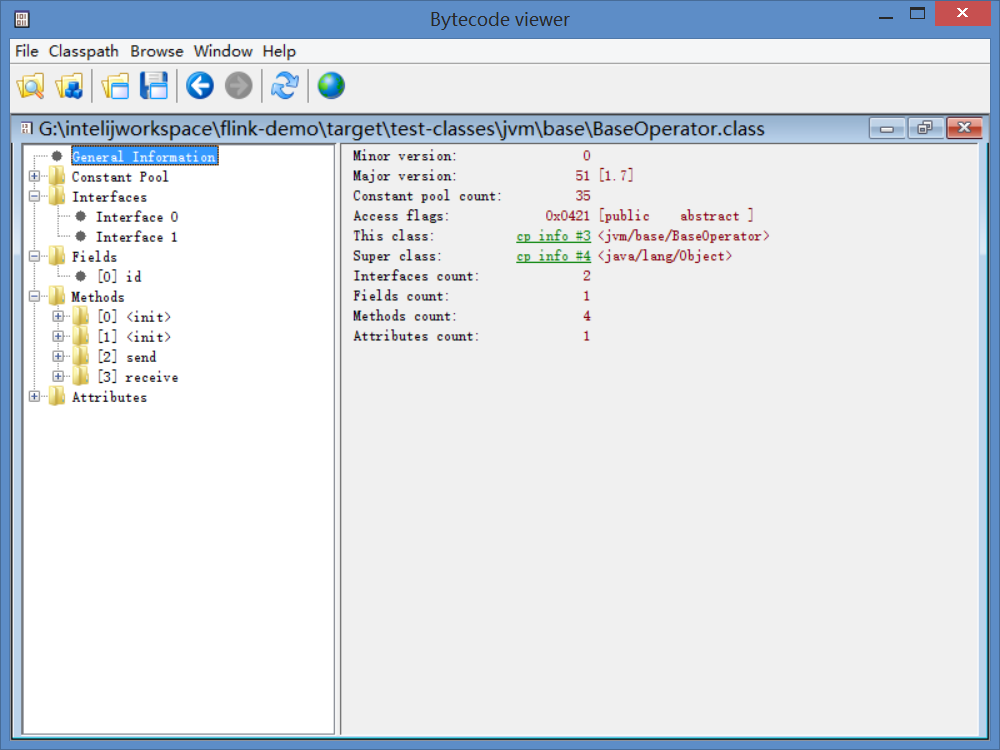 Bytecode viewer
File Classpath Browse Window Help
G:\intelijworkspace\flink-demo\target\test-classes\jvm\base\BaseOperator.class
General Information
Constant Pool
Interfaces
Interface 0
Interface 1
Fields
[0] id
Methods
[0] <init>
[1] <init>
[2] send
[3] receive
Attributes
Minor version: 0
Major version: 51 [1.7]
Constant pool count: 35
Access flags: 0x0421 [public abstract ]
This class: cp info #3 <jvm/base/BaseOperator>
Super class: cp info #4 <java/lang/Object>
Interfaces count: 2
Fields count: 1
Methods count: 4
Attributes count: 1